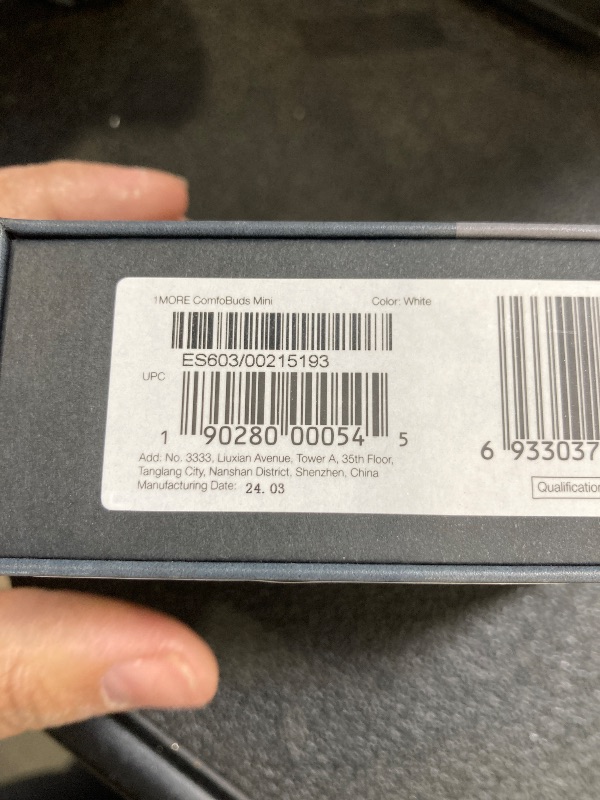 1MORE ComfoBuds Mini Color: White
ES603/00215193
UPC
1 90280 00054 5
Add: No. 3333, Liuxian Avenue, Tower A, 35th Floor,
Tanglang City, Nanshan District, Shenzhen, China
Manufacturing Date: 24.03
6 933037
Qualification